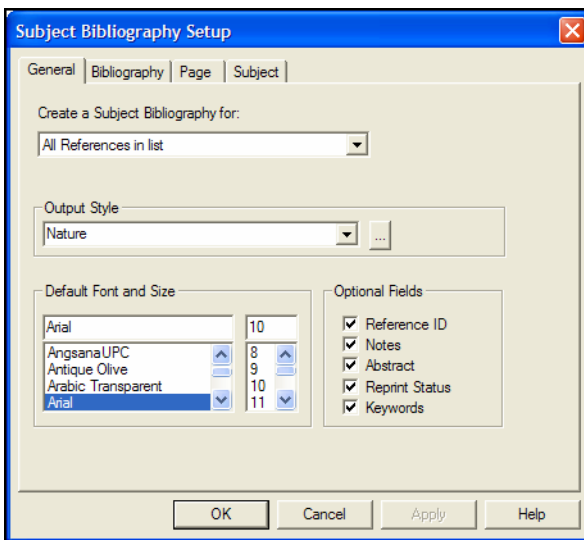 Subject Bibliography Setup
General Bibliography Page Subject
Create a Subject Bibliography for:
All References in list
Output Style
Nature
...
Default Font and Size
Arial 10
AngsanaUPC 8
Antique Olive 9
Arabic Transparent 10
Arial 11
Optional Fields
Reference ID
Notes
Abstract
Reprint Status
Keywords
OK Cancel Apply Help